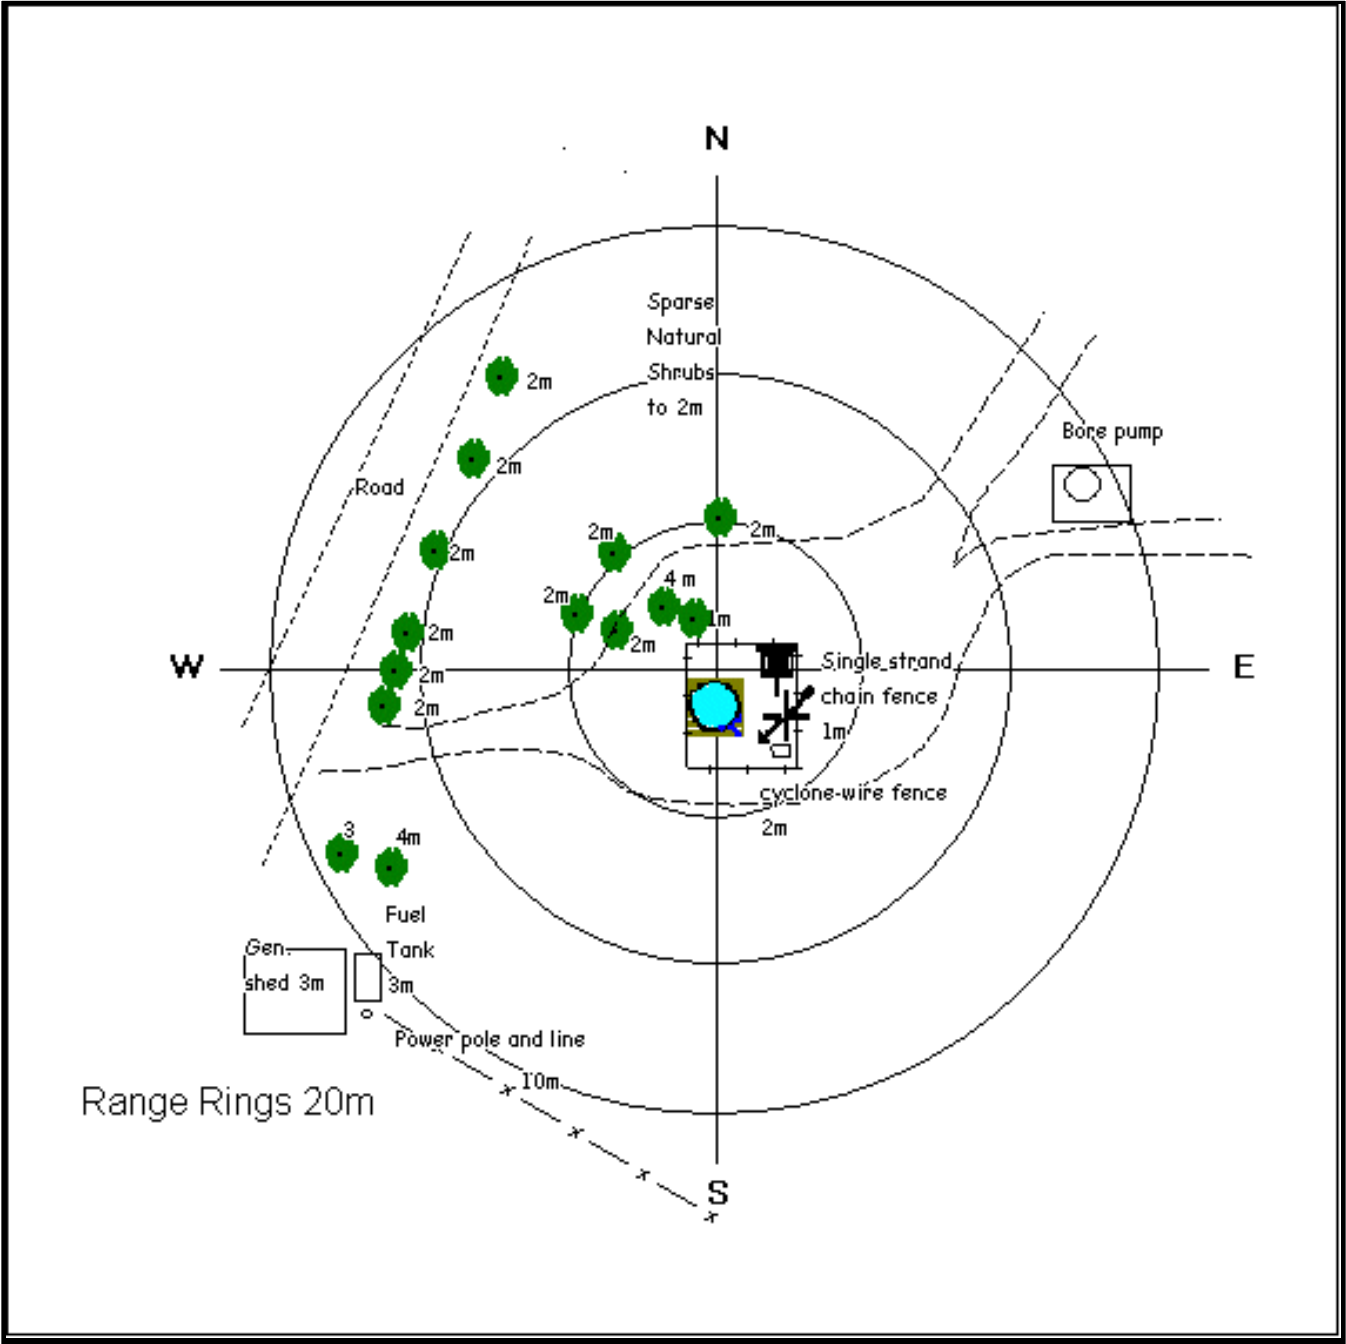 N
Sparse
Natural
Shrubs
to 2m
2m
Bore pump
2m
Road
2m
2m
2m
4 m
2m
1m
2m
2m
W
Single strand
E
2m
chain fence
2m
1m
cyclone-wire fence
2m
3
4m
Fuel
Gen.
Tank
shed 3m
3m
Power pole and line
10m
Range Rings 20m
S